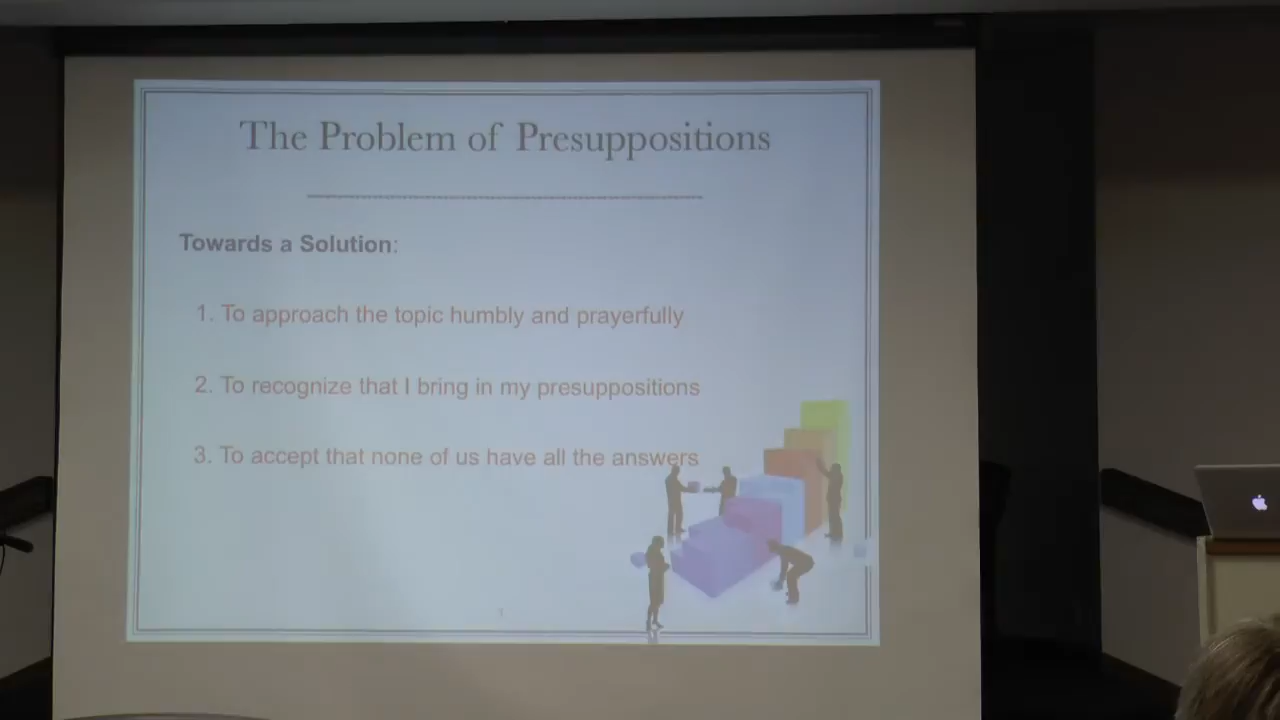 The Problem of Presuppositions
Towards a Solution:
1. To approach the topic humbly and prayerfully
2. To recognize that I bring in my presuppositions
3. To accept that none of us have all the answers